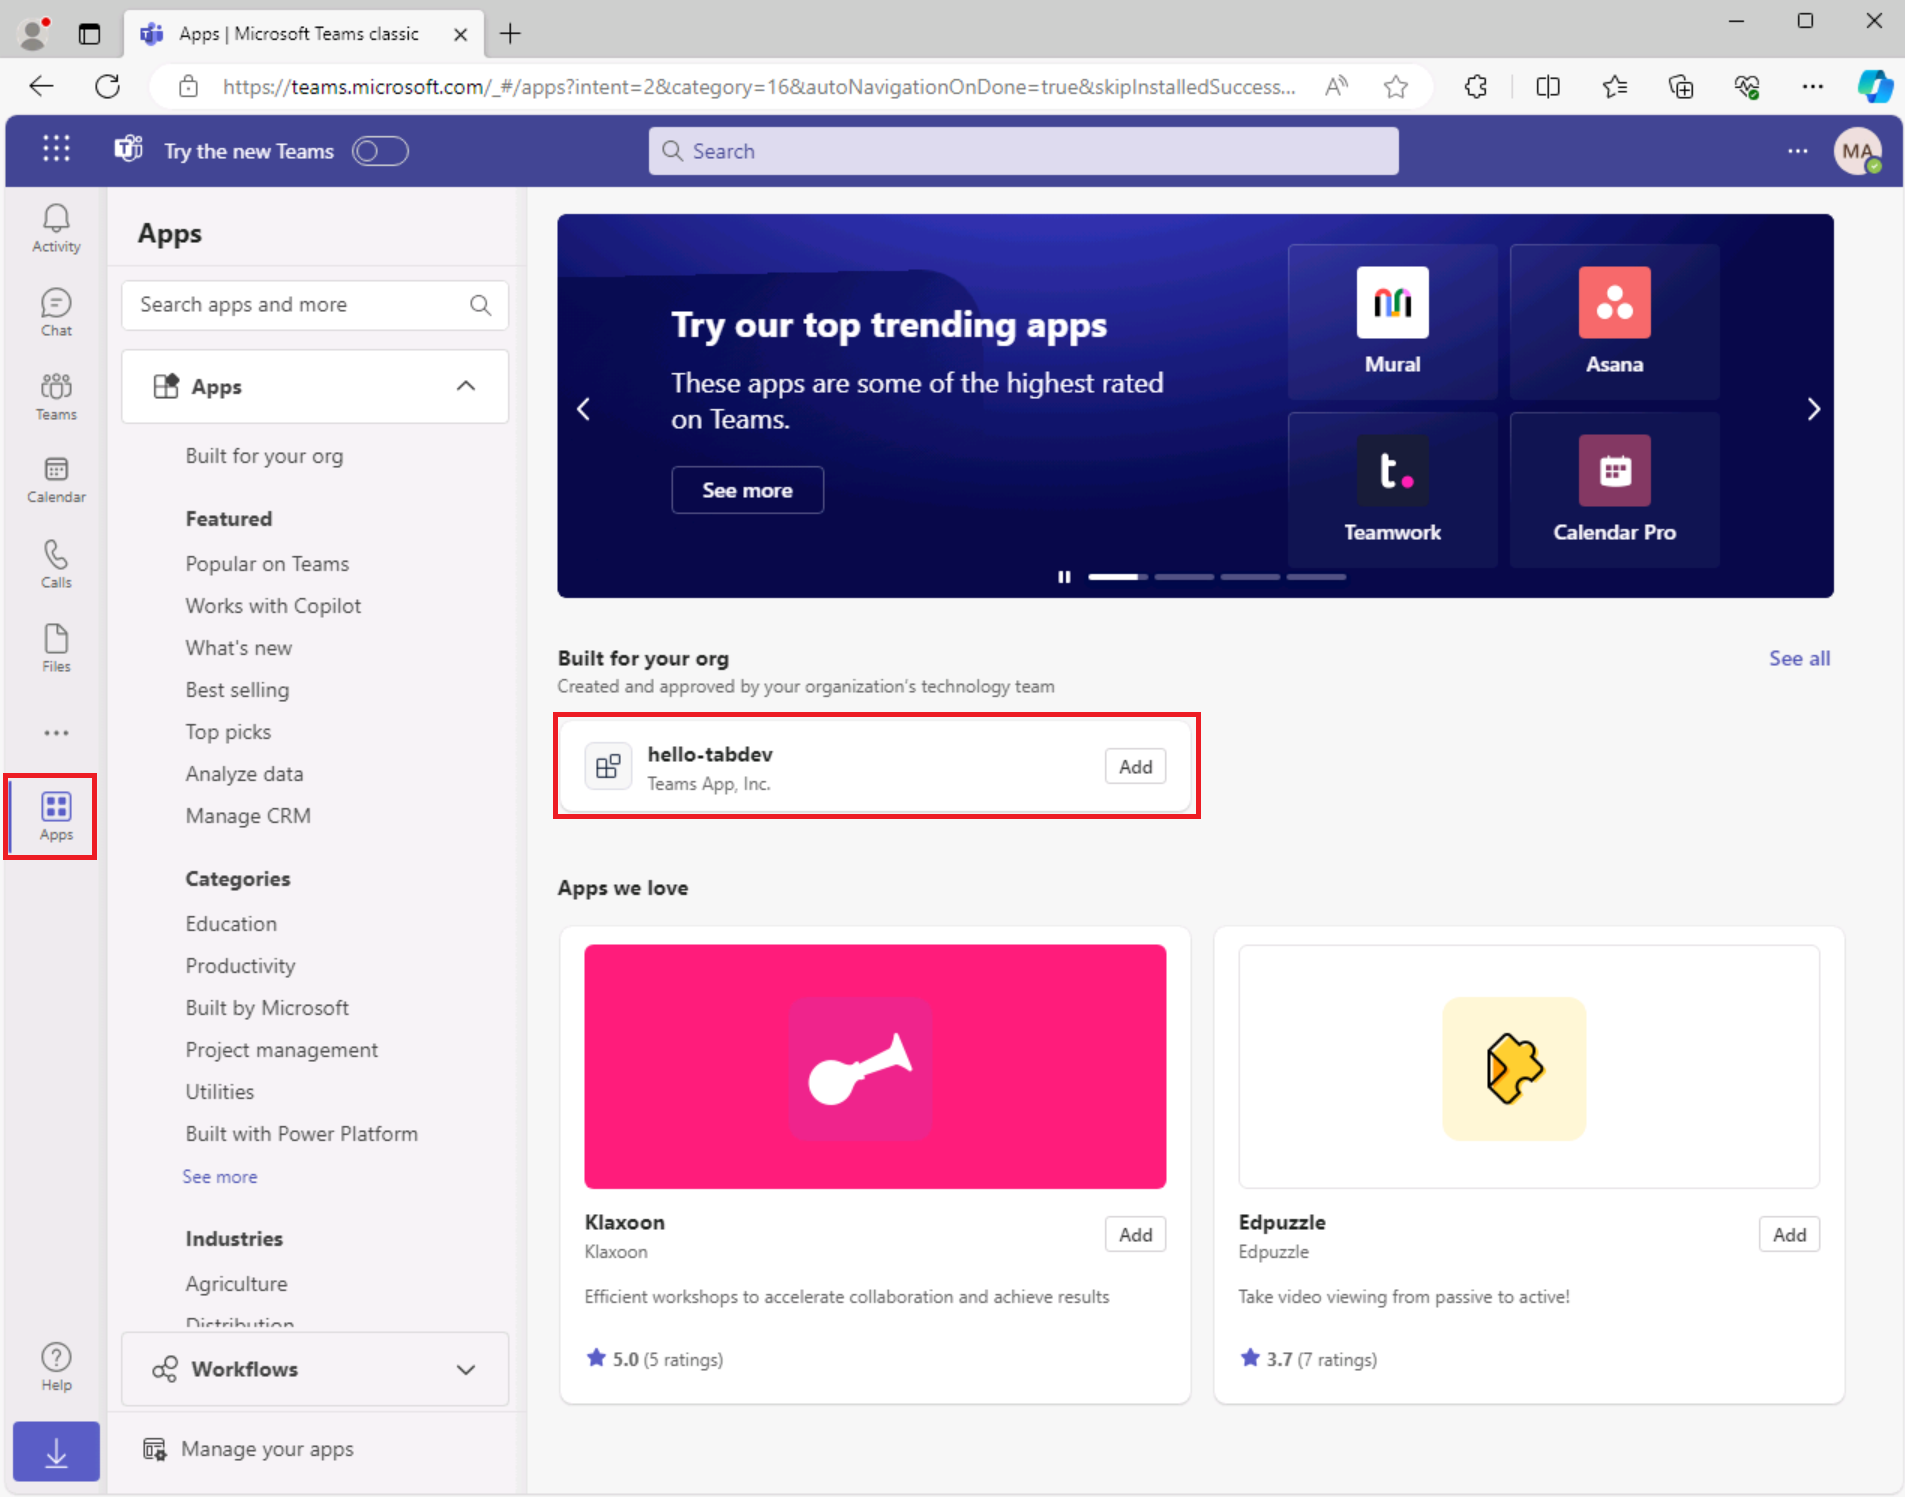 Apps | Microsoft Teams classic
https://teams.microsoft.com/_#/apps?intent=2&category=16&autoNavigationOnDone=true&skipInstalledSuccess...
Try the new Teams
Search
MA
Activity
Chat
Teams
Calendar
Calls
Files
Apps
Help
Apps
Search apps and more
Apps
Built for your org
Featured
Popular on Teams
Works with Copilot
What's new
Best selling
Top picks
Analyze data
Manage CRM
Categories
Education
Productivity
Built by Microsoft
Project management
Utilities
Built with Power Platform
See more
Industries
Agriculture
Distribution
Workflows
Manage your apps
Try our top trending apps
These apps are some of the highest rated
on Teams.
See more
Mural
Asana
t.
Teamwork
Calendar Pro
Built for your org
See all
Created and approved by your organization's technology team
hello-tabdev
Teams App, Inc.
Add
Apps we love
Klaxoon
Klaxoon
Add
Efficient workshops to accelerate collaboration and achieve results
5.0 (5 ratings)
Edpuzzle
Edpuzzle
Add
Take video viewing from passive to active!
3.7 (7 ratings)